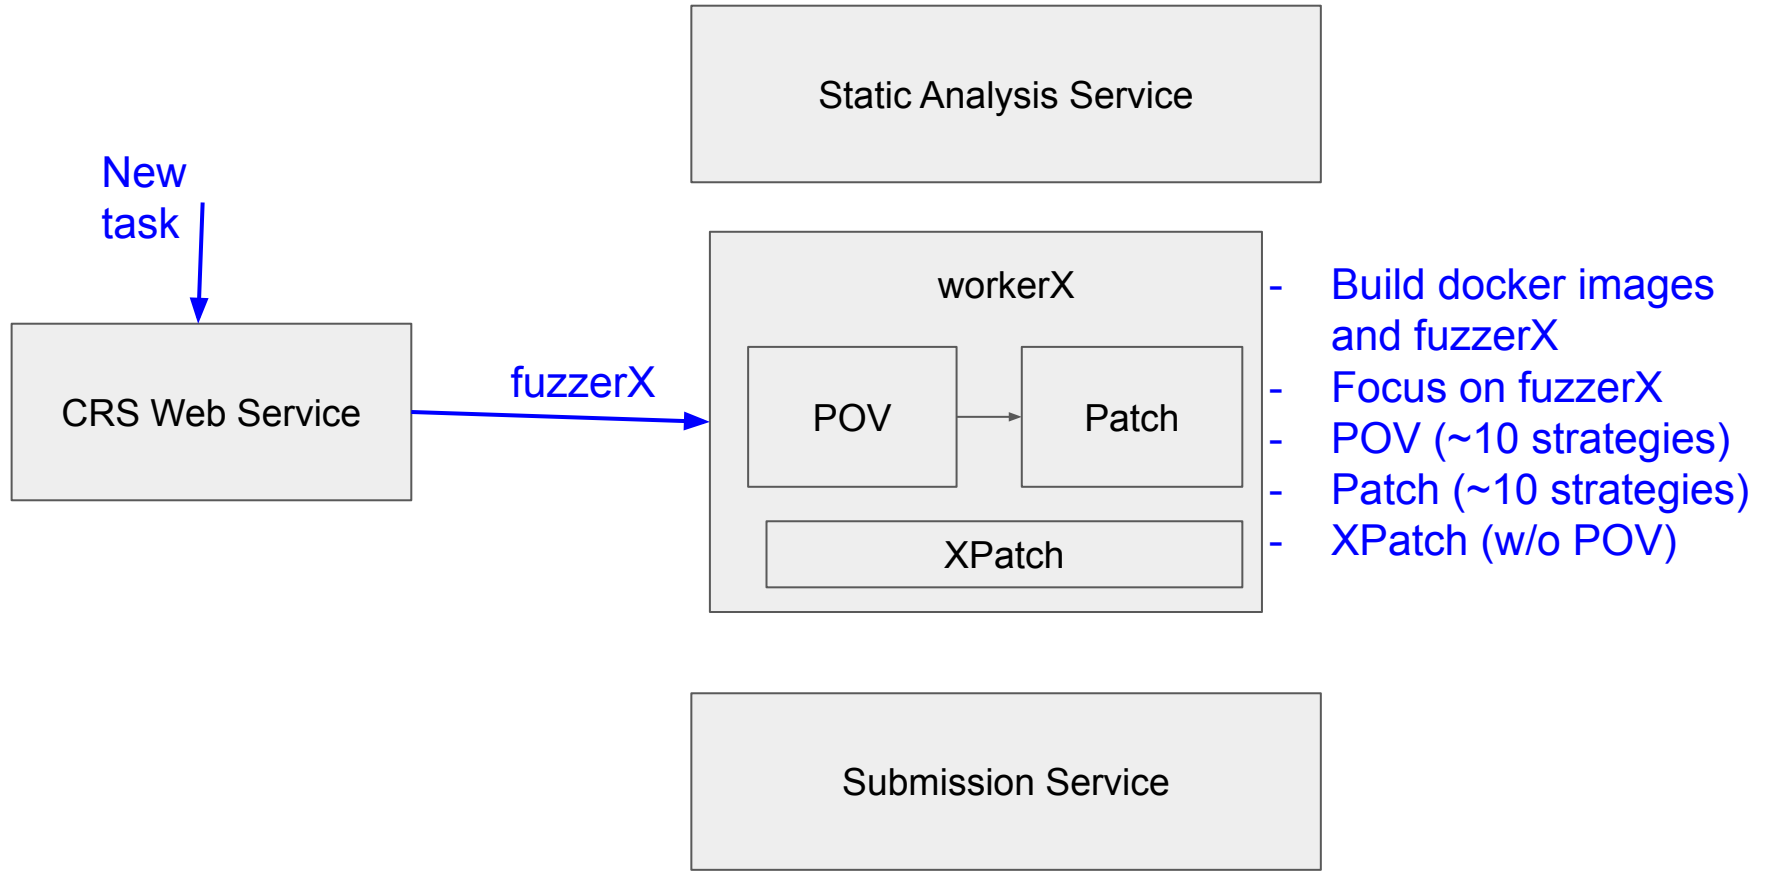 Static Analysis Service
New
task
workerX
CRS Web Service
fuzzerX
POV
Patch
XPatch
- Build docker images
and fuzzerX
- Focus on fuzzerX
- POV (~10 strategies)
- Patch (~10 strategies)
- XPatch (w/o POV)
Submission Service